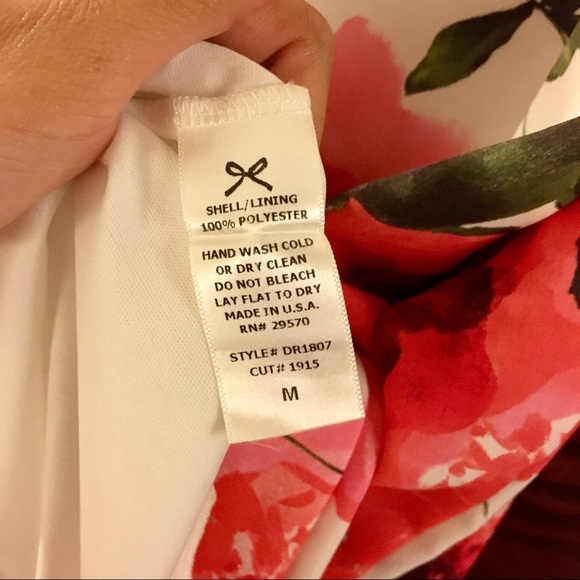 SHELL/LINING
100% POLYESTER
HAND WASH COLD
OR DRY CLEAN
DO NOT BLEACH
LAY FLAT TO DRY
MADE IN U.S.A.
RN# 29570
STYLE# DR1807
CUT# 1915
M